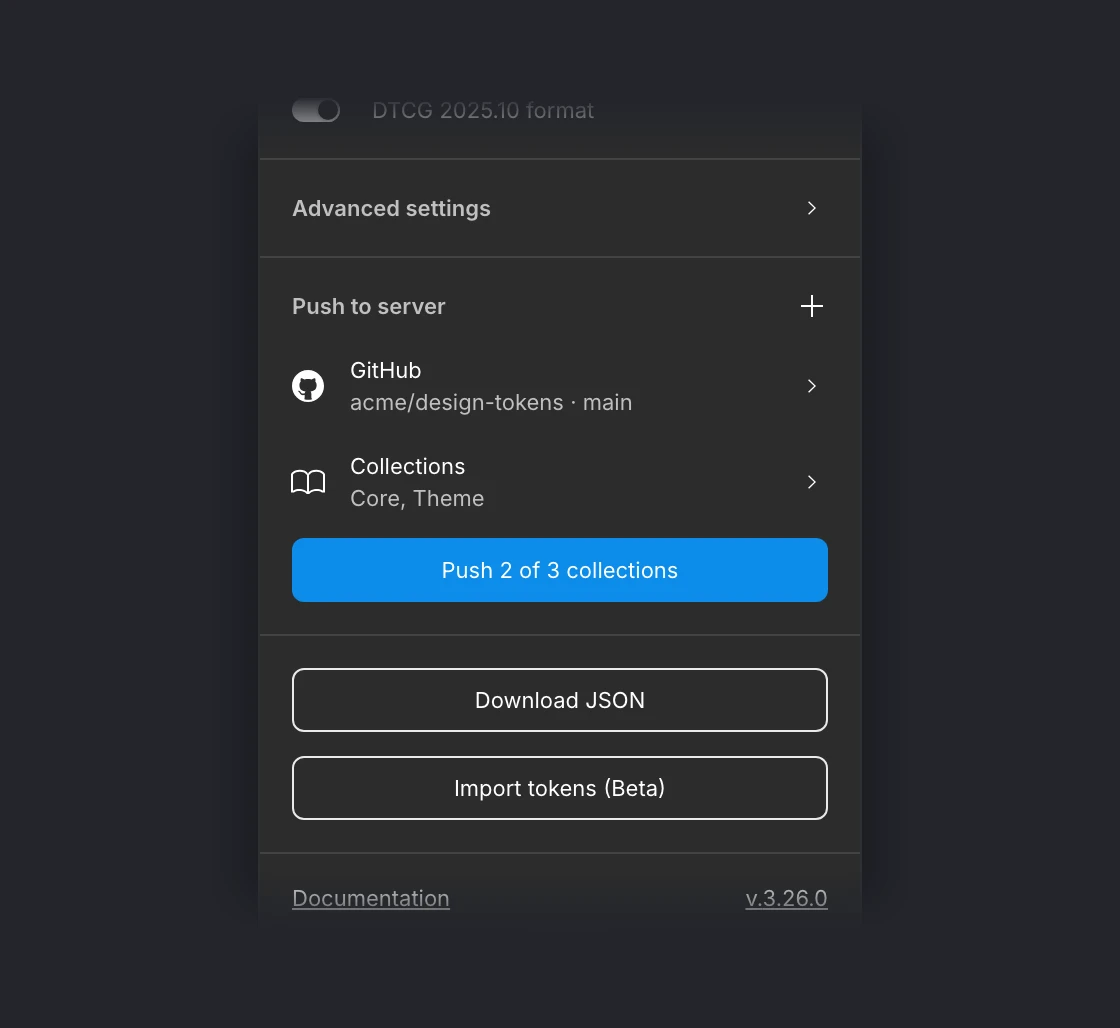 DTCG 2025.10 format
Advanced settings
Push to server
GitHub
acme/design-tokens · main
Collections
Core, Theme
Push 2 of 3 collections
Download JSON
Import tokens (Beta)
Documentation
v.3.26.0